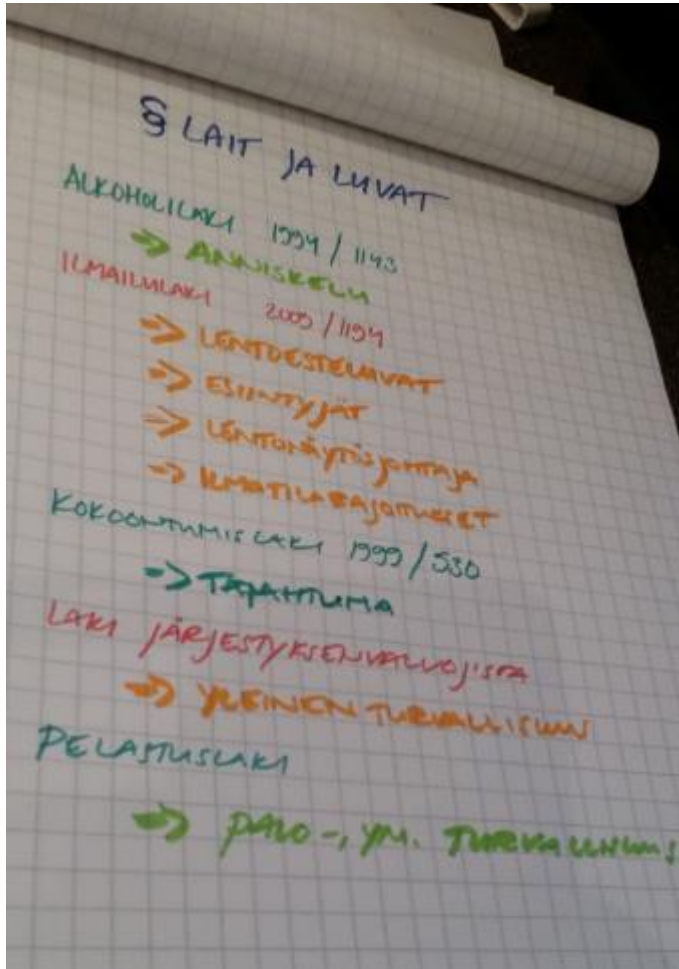 § LAIT JA LUVAT
ALKOHOLILAKI 1994/1143
=> ANNISKELU
ILMAILULAKI 2009/1194
=> LENTOESTELUVAT
=> ESIINTYJÄT
=> LENTONÄYTÖSJOHTAJA
=> ILMATILARAJOITUKSET
KOKOONTUMISLAKI 1999/530
=> TAPAHTUMA
LAKI JÄRJESTYKSENVALVOJISTA
=> YLEINEN TURVALLISUUS
PELASTUSLAKI
=> PALO-, YM. TURVALLISUUS